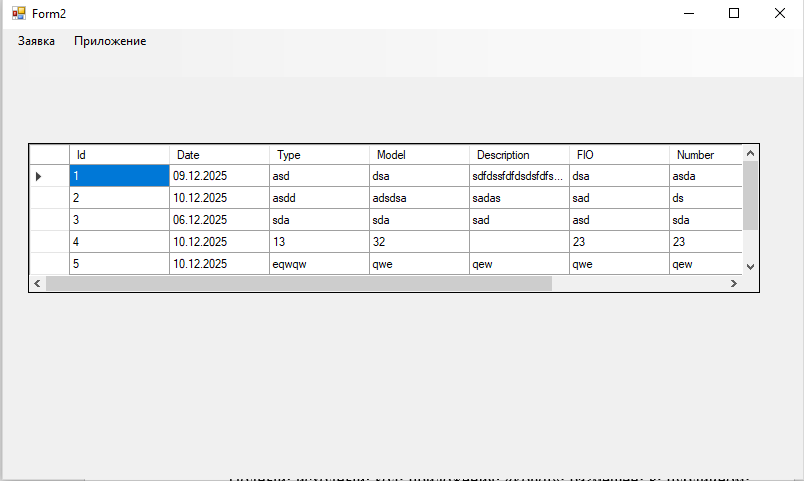 Form2
Заявка Приложение
Id Date Type Model Description FIO Number
1 09.12.2025 asd dsa sdfdssfdfdsdsfdfs... dsa asda
2 10.12.2025 asdd adsdsa sadas sad ds
3 06.12.2025 sda sda sad asd sda
4 10.12.2025 13 32 23 23
5 10.12.2025 eqwqw qwe qew qwe qew